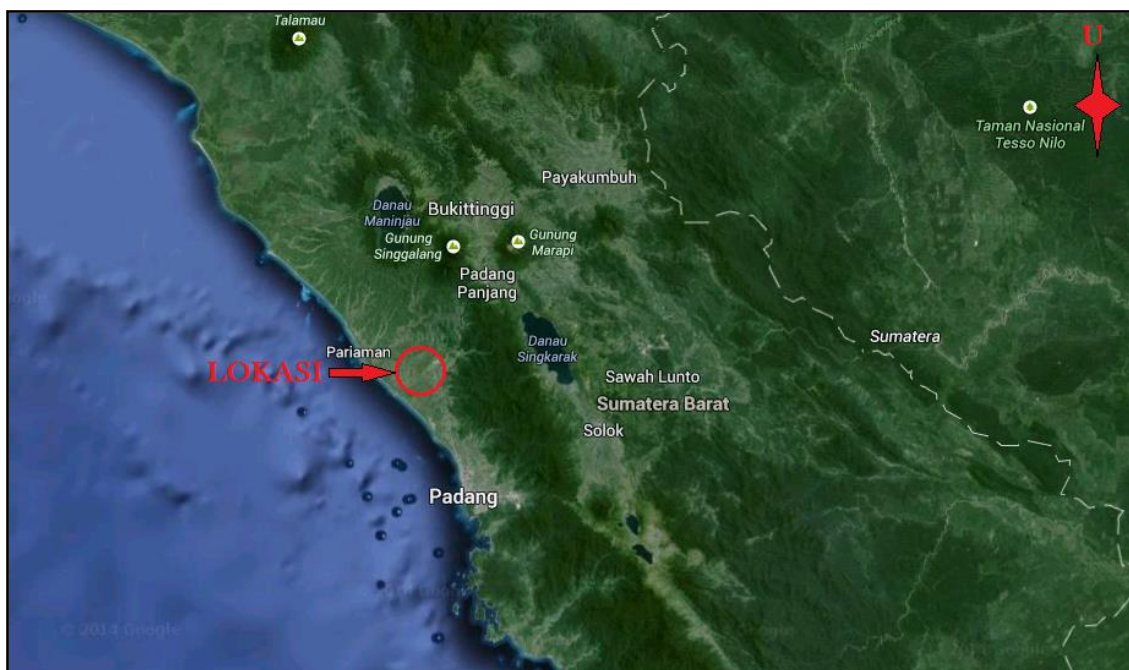 Talamau
U
Taman Nasional
Tesso Nilo
Payakumbuh
Danau
Maninjau
Bukittinggi
Gunung
Singgalang
Gunung
Marapi
Padang
Panjang
Danau
Singkarak
Sumatera
Pariaman
LOKASI
Sawah Lunto
Sumatera Barat
Solok
Padang
© 2014 Google